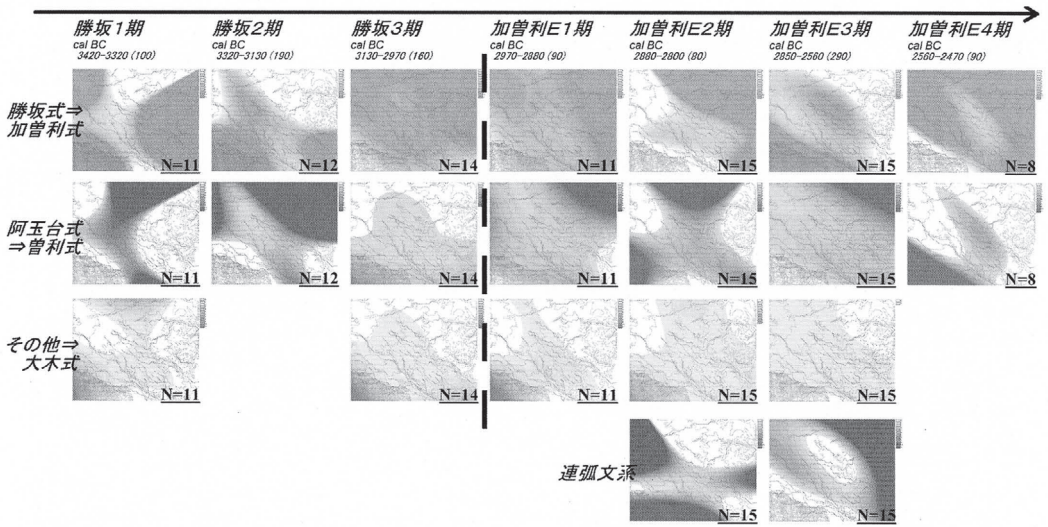 勝坂1期 勝坂2期 勝坂3期 加曽利E1期 加曽利E2期 加曽利E3期 加曽利E4期
cal BC cal BC cal BC cal BC cal BC cal BC cal BC
3420-3320 (100) 3320-3130 (190) 3130-2970 (160) 2970-2880 (90) 2880-2800 (80) 2850-2560 (290) 2560-2470 (90)
勝坂式⇒
加曽利式
N=11 N=12 N=14 N=11 N=15 N=15 N=8
阿玉台式
⇒曽利式
N=11 N=12 N=14 N=11 N=15 N=15 N=8
その他⇒
大木式
N=11 N=14 N=11 N=15 N=15
連弧文系
N=15 N=15